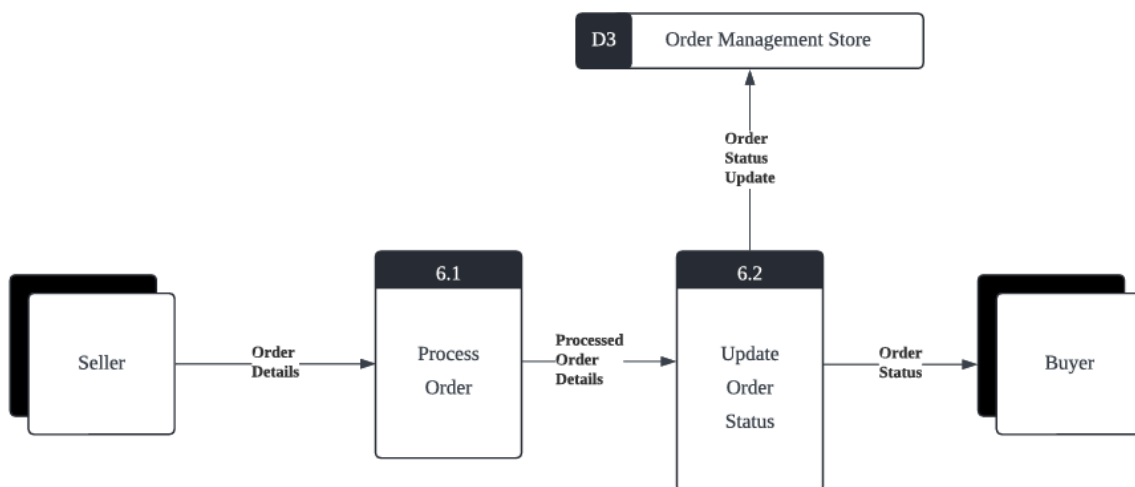 D3
Order Management Store
Order
Status
Update
6.1
6.2
Seller
Order
Details
Process
Order
Processed
Order
Details
Update
Order
Status
Order
Status
Buyer